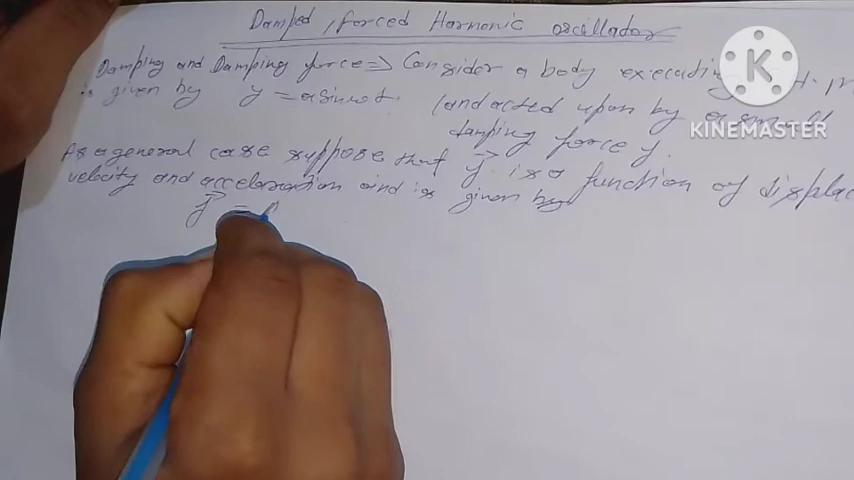 Damped, forced Harmonic oscillador
Damping and Damping force ⇒ Consider a body executing
is given by y = a sin ωt. (and acted upon by a small
damping force y.
As a general case suppose that y⃗ is a function of displac
velocity and acceleration and is given by
y⃗ =
K
KINEMASTER